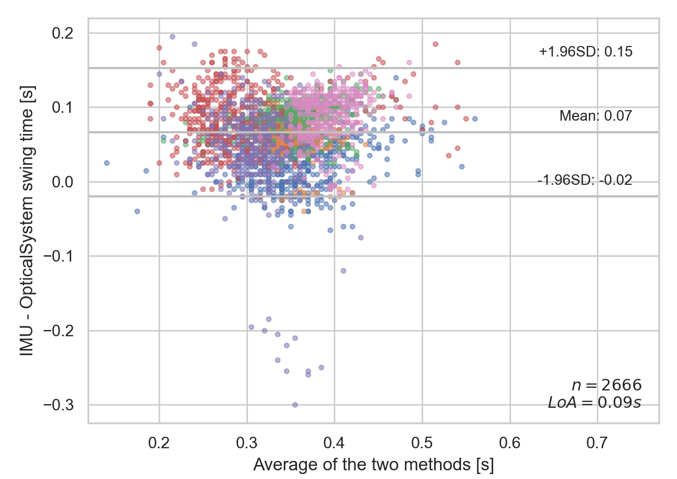 0.2
+1.96SD: 0.15
0.1
Mean: 0.07
0.0
-1.96SD: -0.02
−0.1
−0.2
−0.3
IMU - OpticalSystem swing time [s]
n = 2666
LoA = 0.09s
0.2 0.3 0.4 0.5 0.6 0.7
Average of the two methods [s]